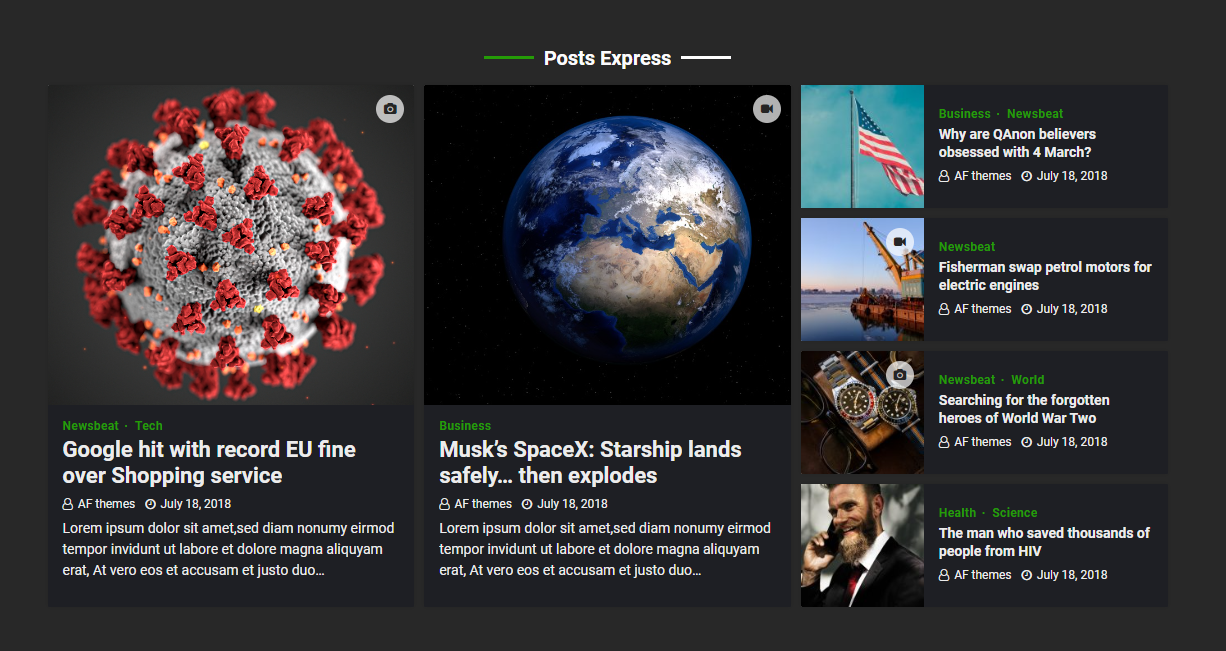 Posts Express
Newsbeat · Tech
Google hit with record EU fine
over Shopping service
AF themes July 18, 2018
Lorem ipsum dolor sit amet,sed diam nonumy eirmod
tempor invidunt ut labore et dolore magna aliquyam
erat, At vero eos et accusam et justo duo...
Business
Musk’s SpaceX: Starship lands
safely… then explodes
AF themes July 18, 2018
Lorem ipsum dolor sit amet,sed diam nonumy eirmod
tempor invidunt ut labore et dolore magna aliquyam
erat, At vero eos et accusam et justo duo...
Business · Newsbeat
Why are QAnon believers
obsessed with 4 March?
AF themes July 18, 2018
Newsbeat
Fisherman swap petrol motors for
electric engines
AF themes July 18, 2018
Newsbeat · World
Searching for the forgotten
heroes of World War Two
AF themes July 18, 2018
Health · Science
The man who saved thousands of
people from HIV
AF themes July 18, 2018